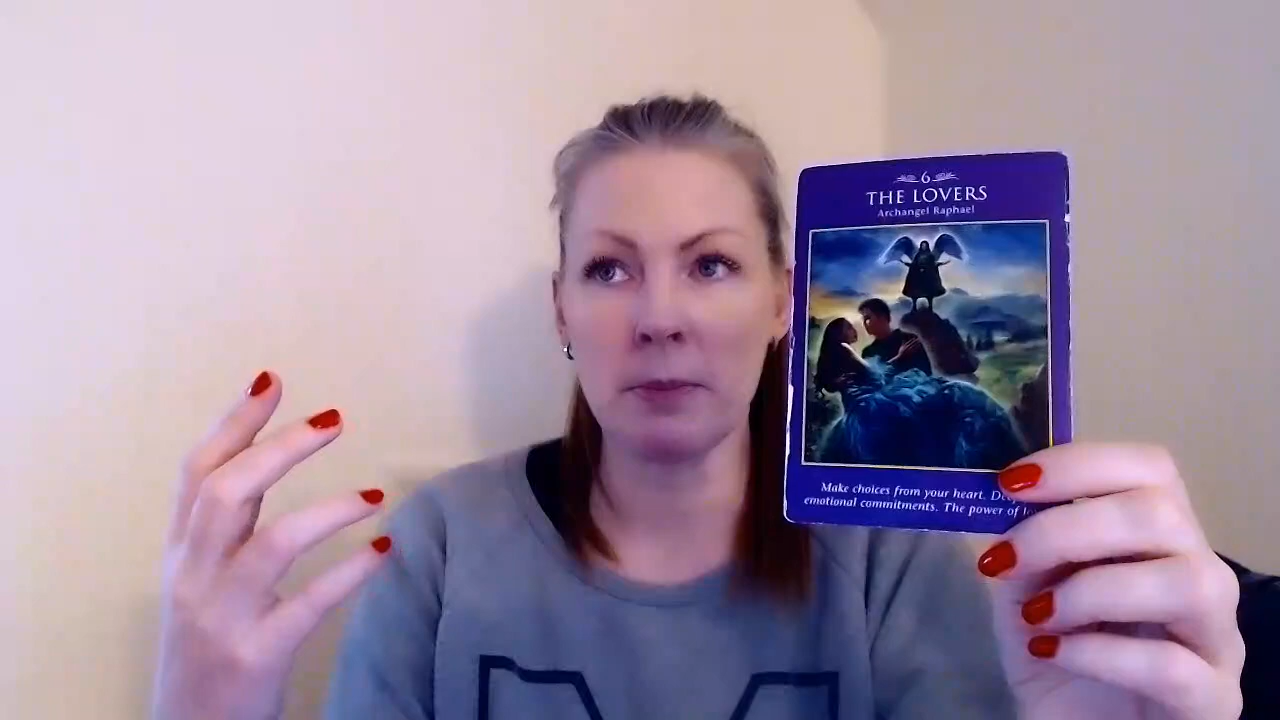 6
THE LOVERS
Archangel Raphael
Make choices from your heart.
emotional commitments. The power of